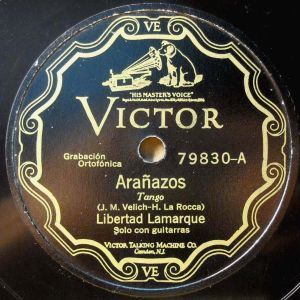 VE
"HIS MASTER'S VOICE"
VICTOR
Grabación
Ortofónica
79830-A
Arañazos
Tango
(J. M. Velich-H. La Rocca)
Libertad Lamarque
Solo con guitarras
VICTOR TALKING MACHINE CO.
Camden, N.J.
VE